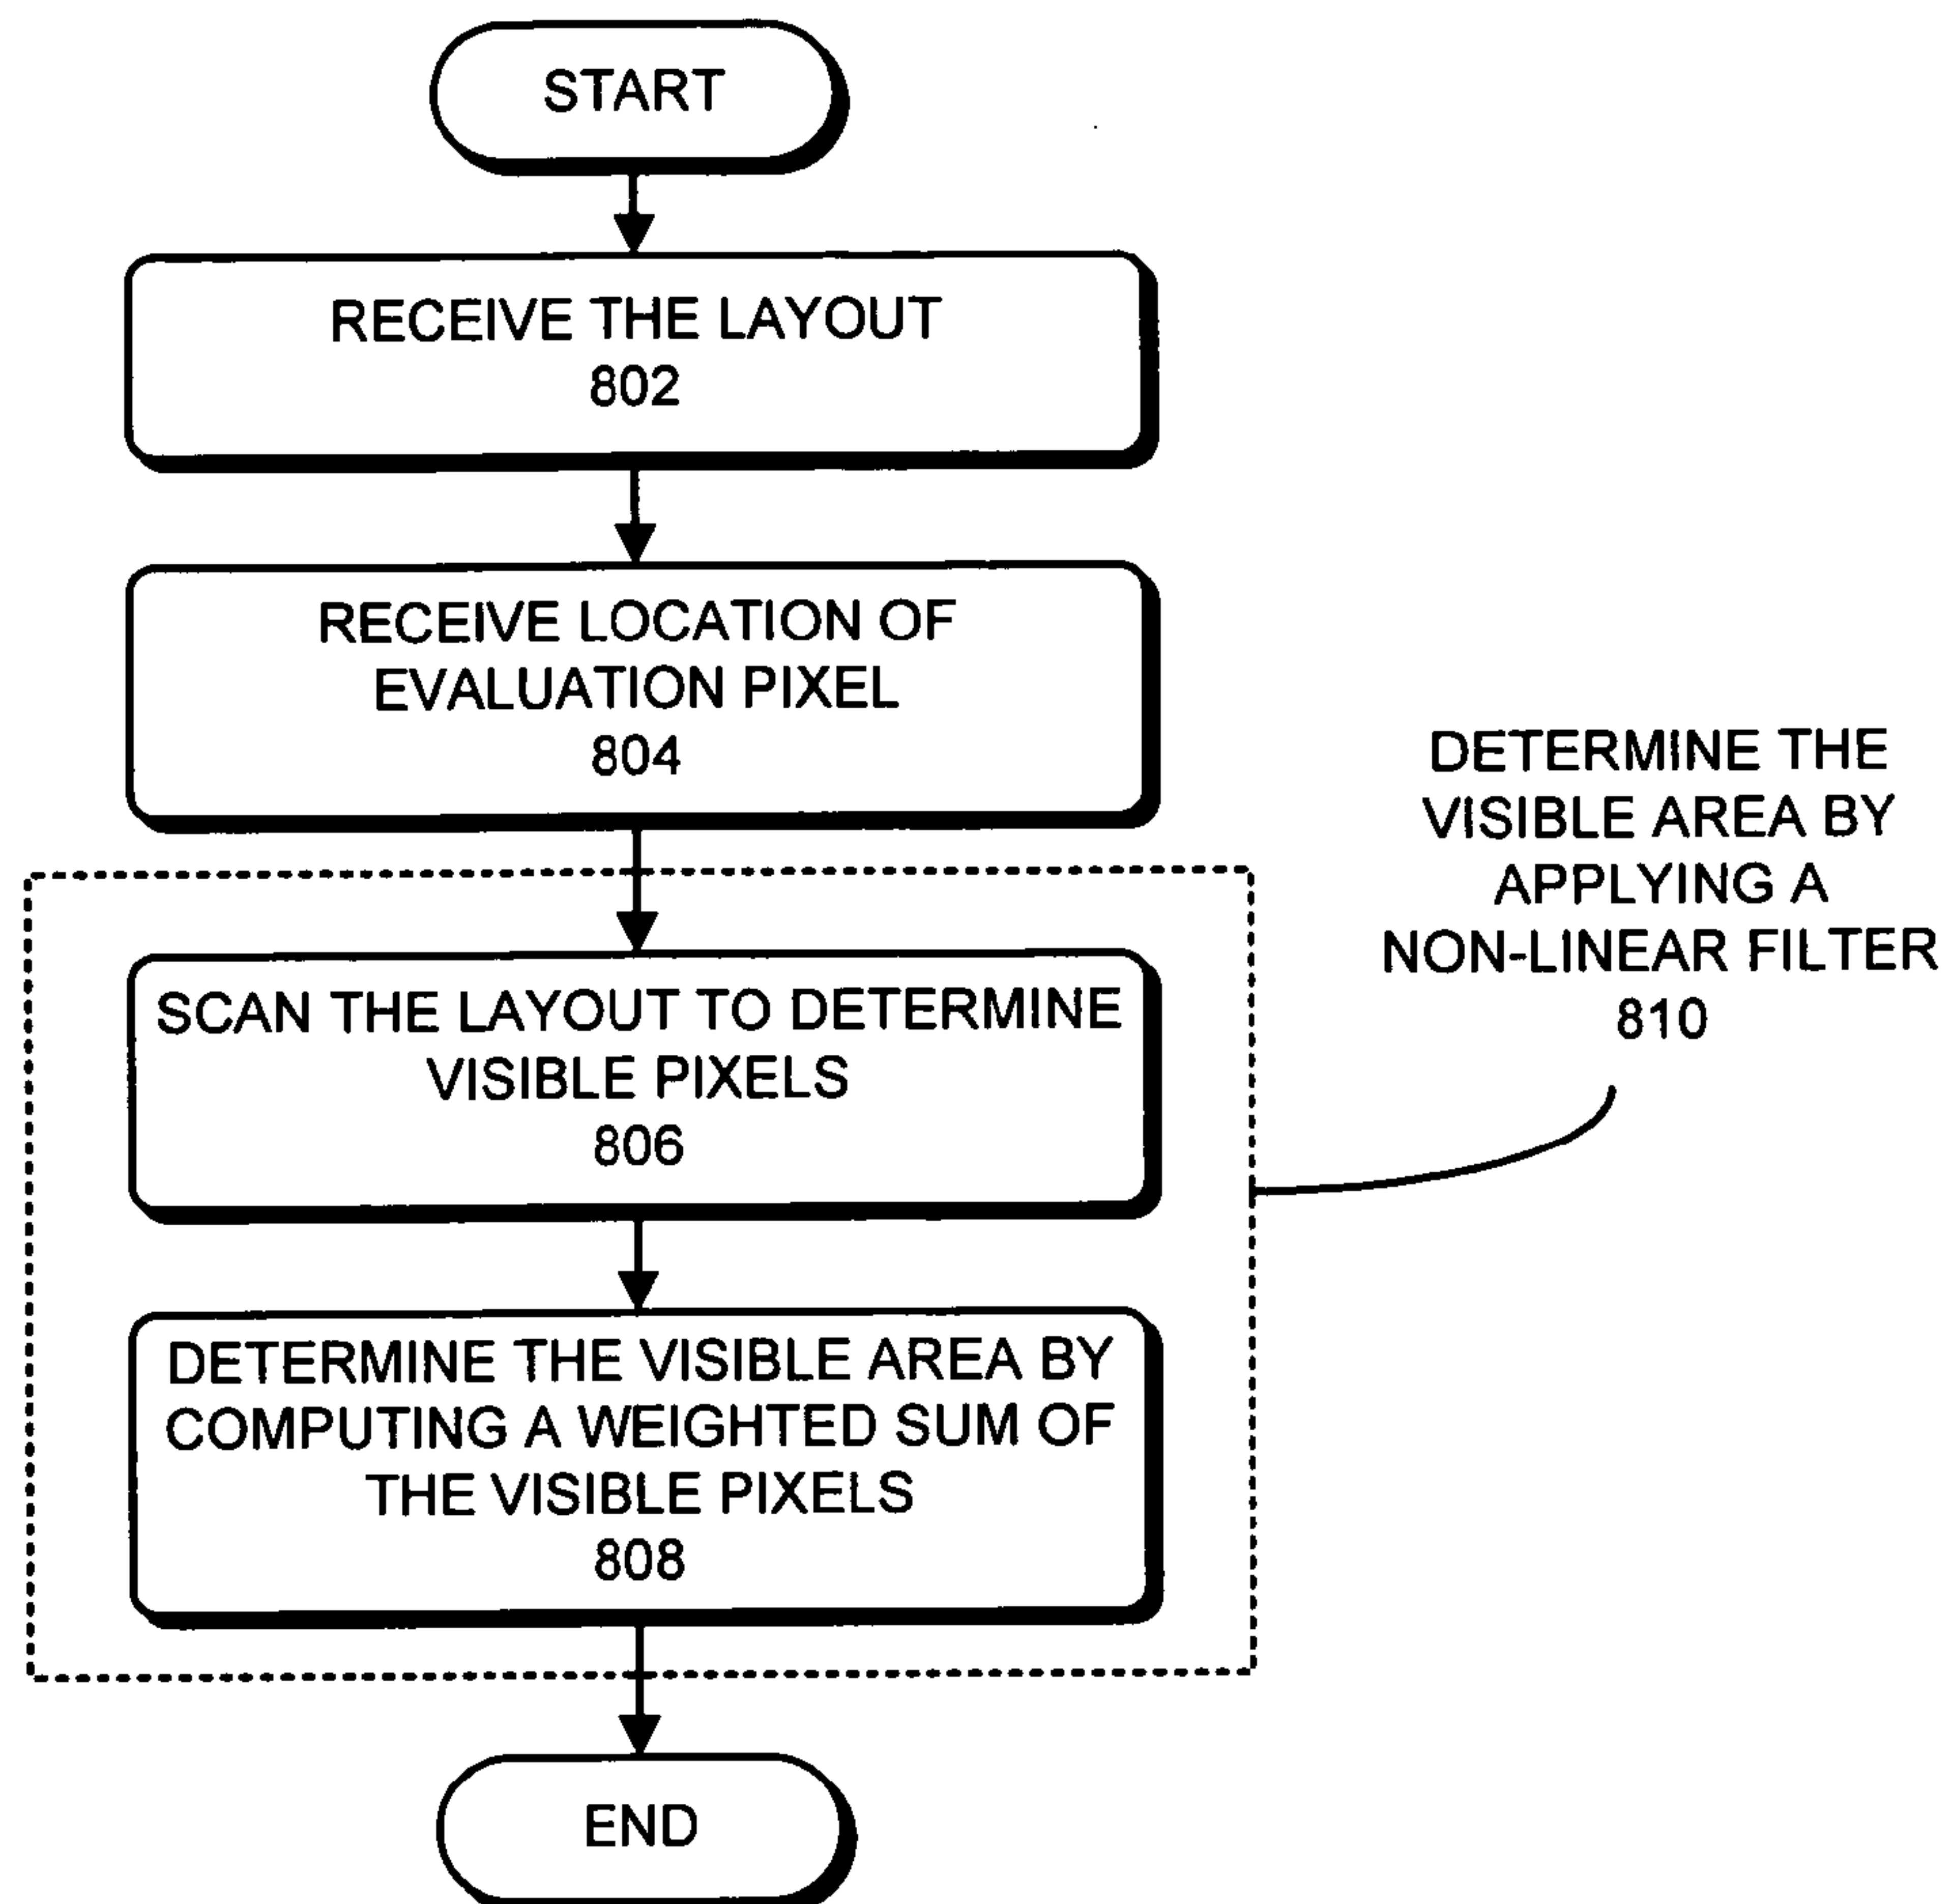 START
RECEIVE THE LAYOUT
802
RECEIVE LOCATION OF
EVALUATION PIXEL
804
DETERMINE THE
VISIBLE AREA BY
APPLYING A
NON-LINEAR FILTER
810
SCAN THE LAYOUT TO DETERMINE
VISIBLE PIXELS
806
DETERMINE THE VISIBLE AREA BY
COMPUTING A WEIGHTED SUM OF
THE VISIBLE PIXELS
808
END